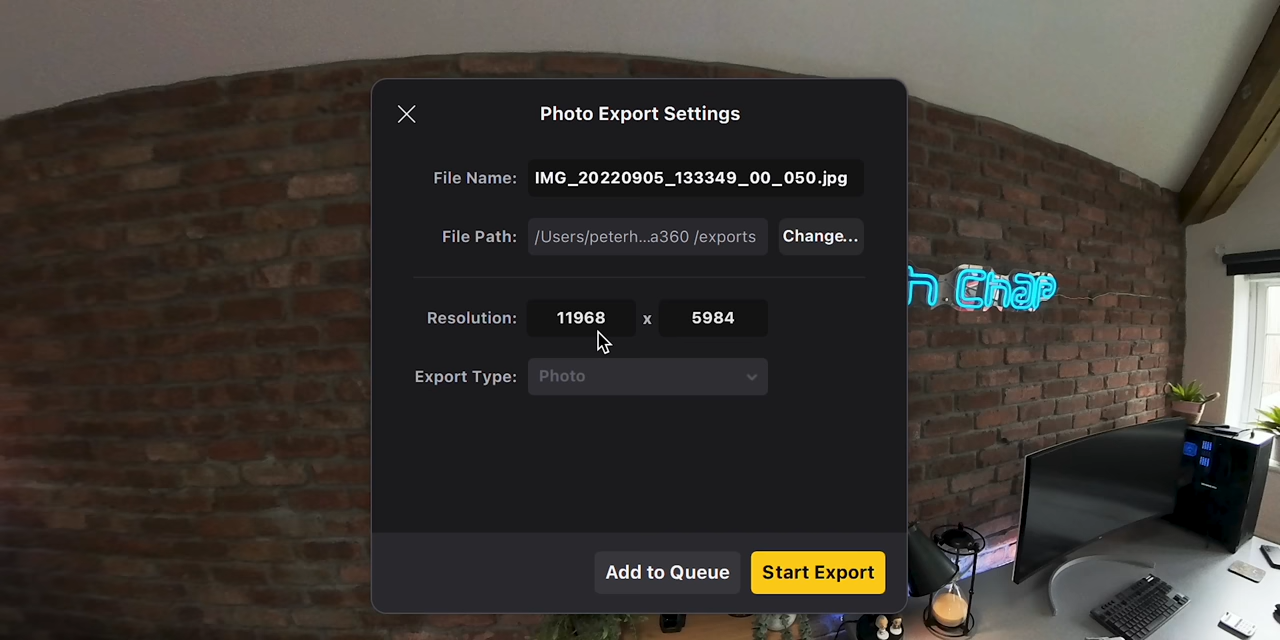 Photo Export Settings
File Name: IMG_20220905_133349_00_050.jpg
File Path: /Users/peterh...a360 /exports Change...
Resolution: 11968 x 5984
Export Type: Photo
Add to Queue Start Export
h Chap